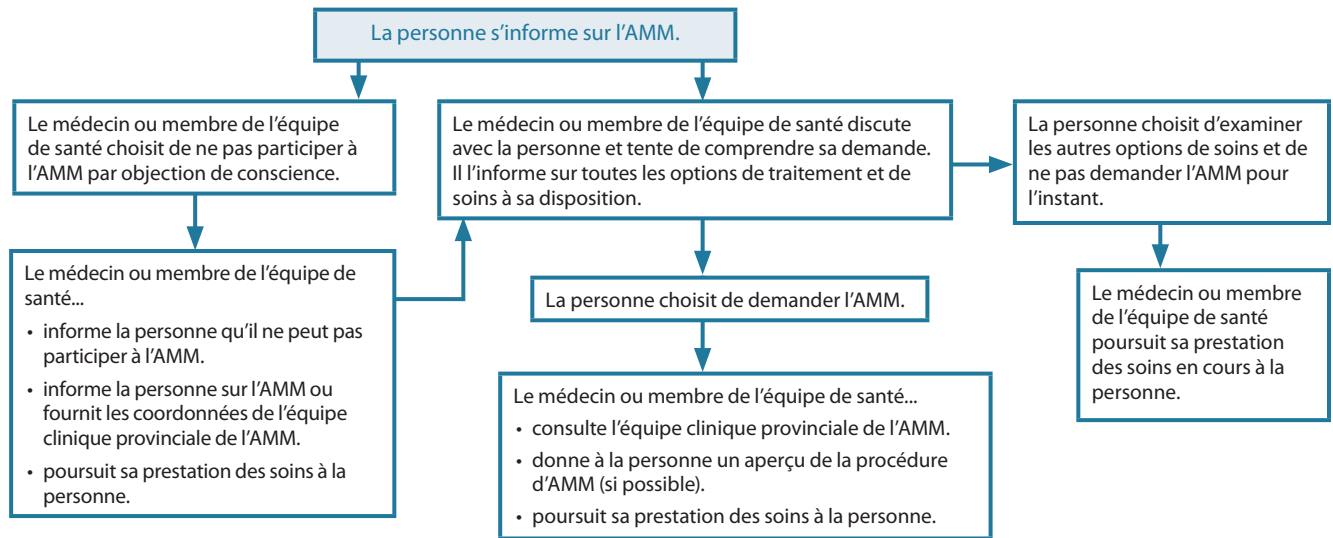 La personne s'informe sur l'AMM.
Le médecin ou membre de l'équipe
de santé choisit de ne pas participer à
l'AMM par objection de conscience.
Le médecin ou membre de l'équipe de santé discute
avec la personne et tente de comprendre sa demande.
Il l'informe sur toutes les options de traitement et de
soins à sa disposition.
La personne choisit d'examiner
les autres options de soins et de
ne pas demander l'AMM pour
l'instant.
Le médecin ou membre de l'équipe de
santé...
• informe la personne qu'il ne peut pas
participer à l'AMM.
• informe la personne sur l'AMM ou
fournit les coordonnées de l'équipe
clinique provinciale de l'AMM.
• poursuit sa prestation des soins à la
personne.
La personne choisit de demander l'AMM.
Le médecin ou membre
de l'équipe de santé
poursuit sa prestation
des soins en cours à la
personne.
Le médecin ou membre de l'équipe de santé...
• consulte l'équipe clinique provinciale de l'AMM.
• donne à la personne un aperçu de la procédure
d'AMM (si possible).
• poursuit sa prestation des soins à la personne.